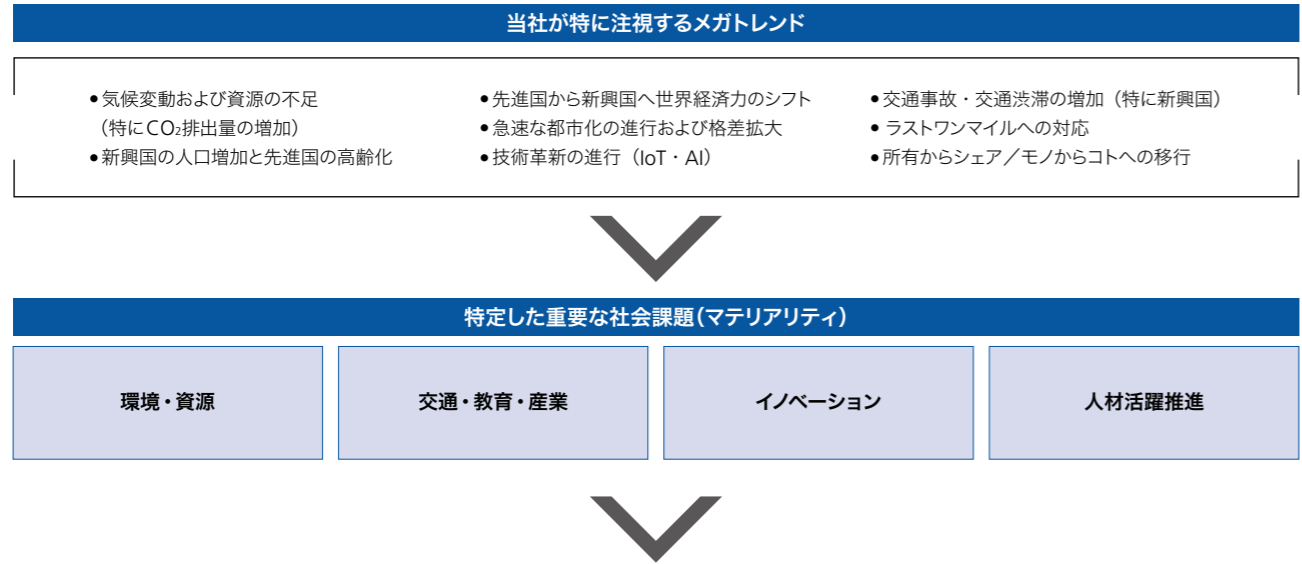 当社が特に注視するメガトレンド
●気候変動および資源の不足
（特にCO₂排出量の増加）
●新興国の人口増加と先進国の高齢化
●先進国から新興国へ世界経済力のシフト
●急速な都市化の進行および格差拡大
●技術革新の進行（IoT・AI）
●交通事故・交通渋滞の増加（特に新興国）
●ラストワンマイルへの対応
●所有からシェア／モノからコトへの移行
特定した重要な社会課題（マテリアリティ）
環境・資源
交通・教育・産業
イノベーション
人材活躍推進